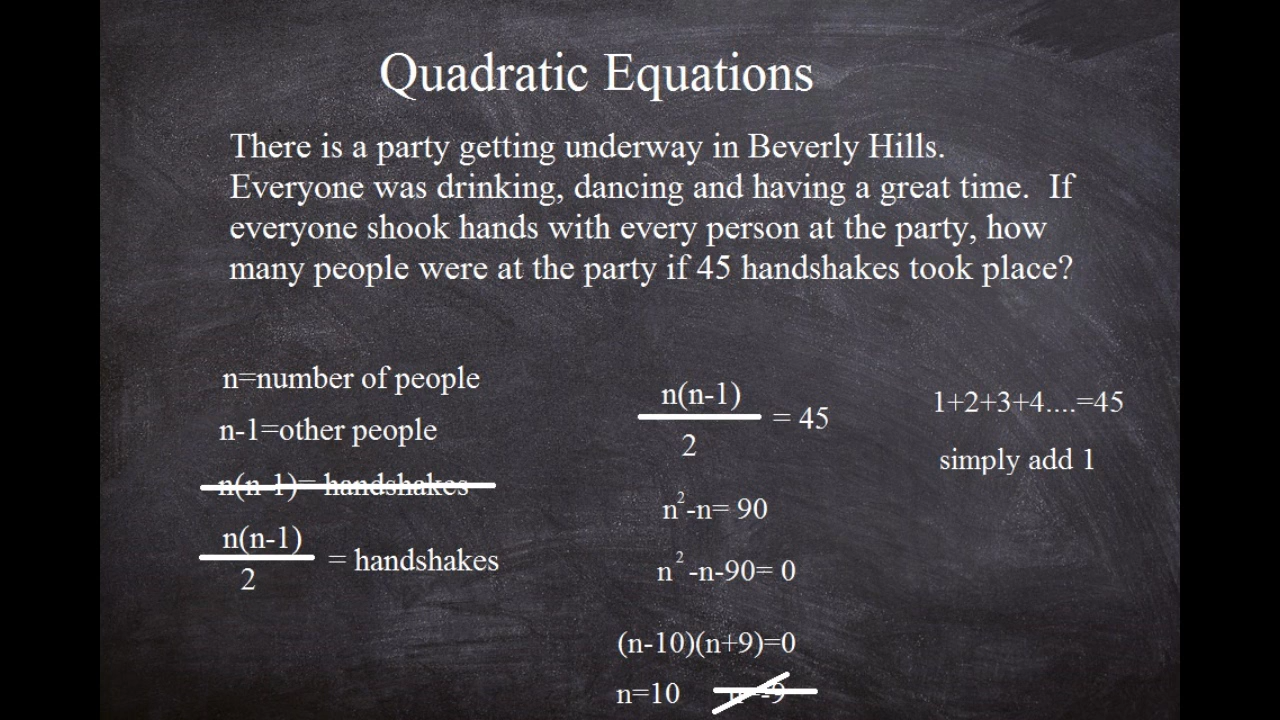 Quadratic Equations
There is a party getting underway in Beverly Hills.
Everyone was drinking, dancing and having a great time. If
everyone shook hands with every person at the party, how
many people were at the party if 45 handshakes took place?
n=number of people
n-1=other people
n(n-1)= handshakes
n(n-1)
2
= handshakes
n(n-1)
2
= 45
n²-n= 90
n²-n-90= 0
(n-10)(n+9)=0
n=10 n=-9
1+2+3+4....=45
simply add 1